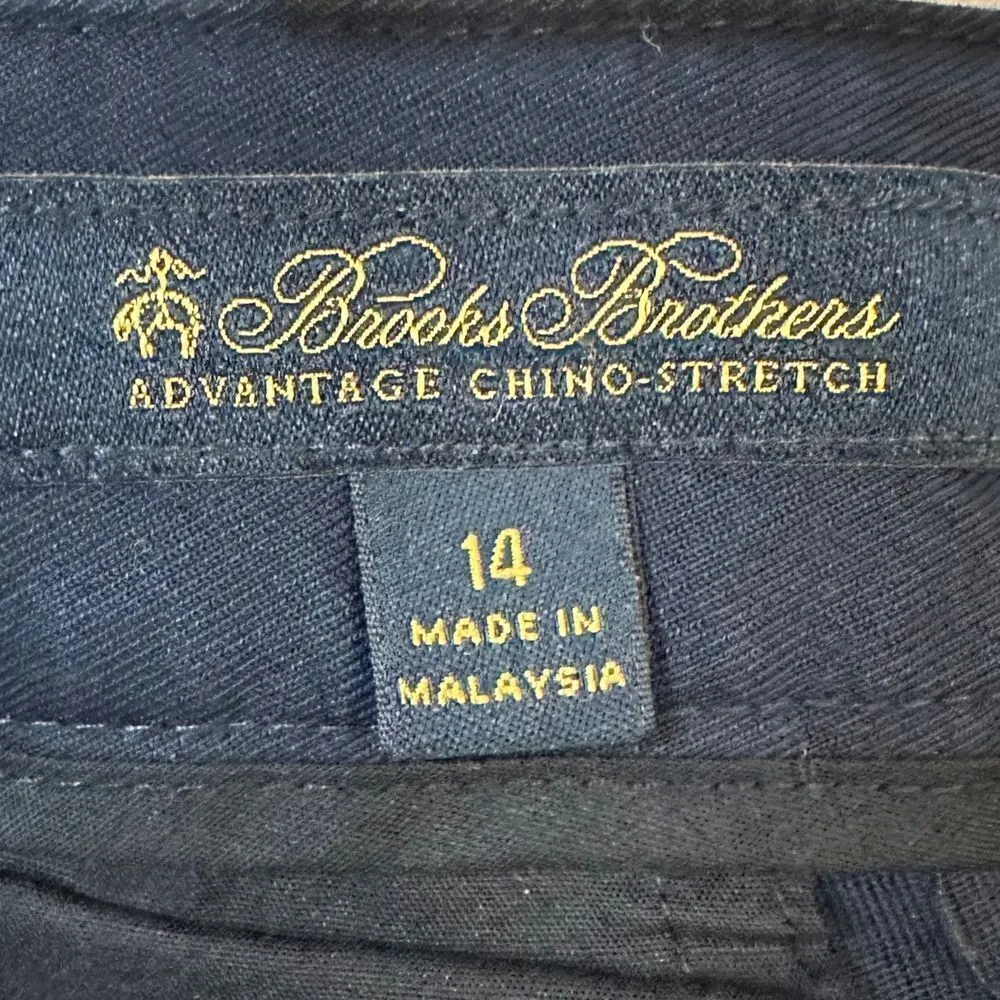 Brooks Brothers
ADVANTAGE CHINO-STRETCH
14
MADE IN
MALAYSIA